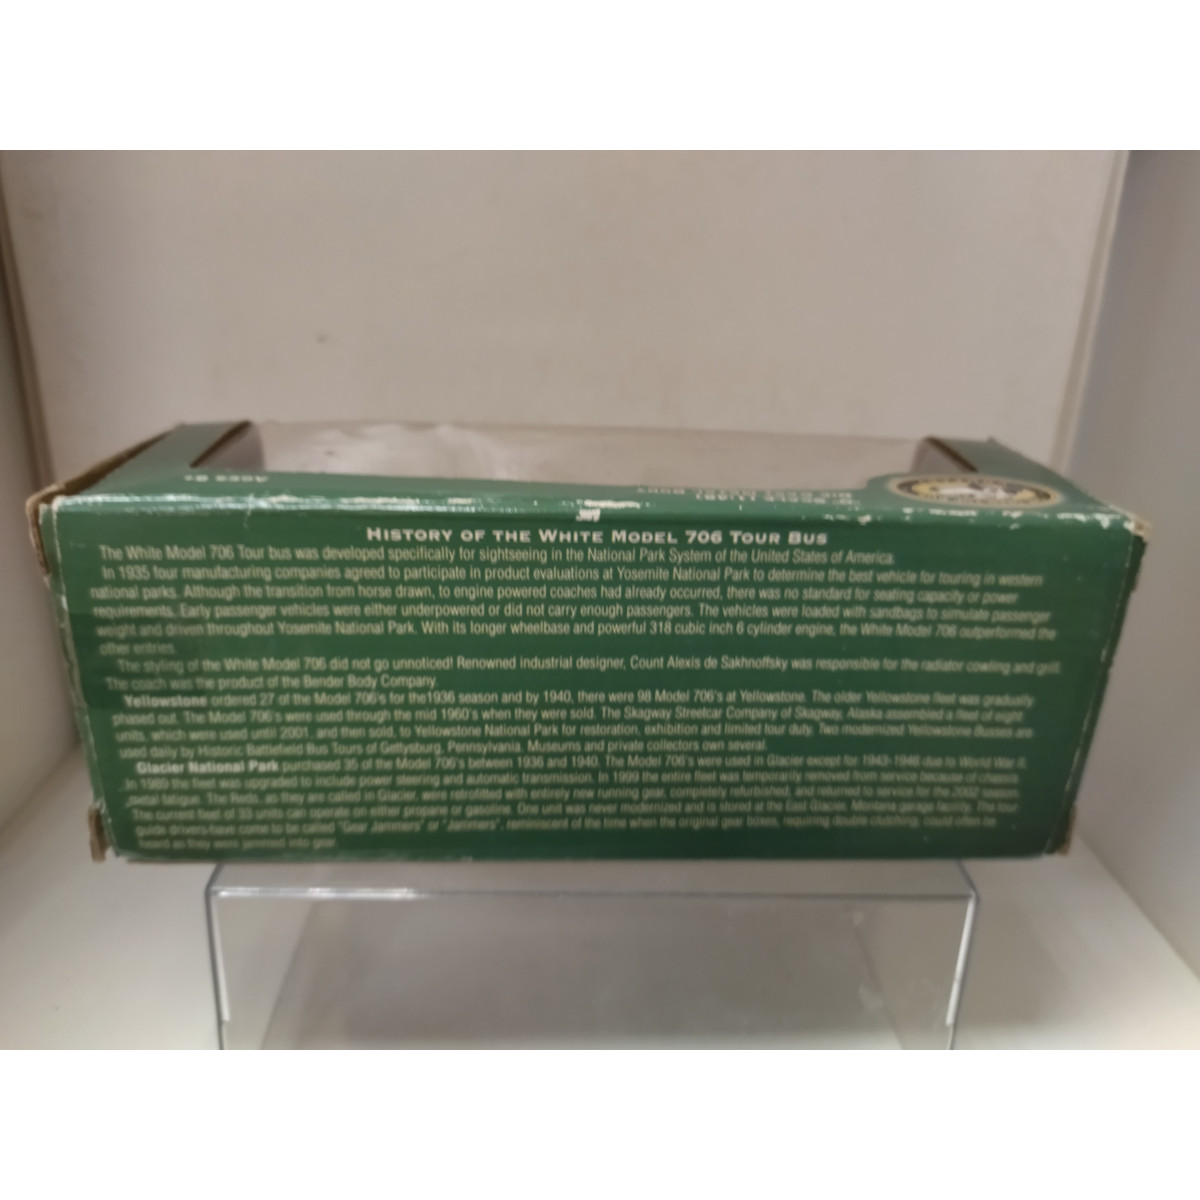 AGES 8+
HISTORY OF THE WHITE MODEL 706 TOUR BUS
The White Model 706 Tour bus was developed specifically for sightseeing in the National Park System of the United States of America.
In 1935 four manufacturing companies agreed to participate in product evaluations at Yosemite National Park to determine the best vehicle for touring in western
national parks. Although the transition from horse drawn, to engine powered coaches had already occurred, there was no standard for seating capacity or power
requirements. Early passenger vehicles were either underpowered or did not carry enough passengers. The vehicles were loaded with sandbags to simulate passenger
weight and driven throughout Yosemite National Park. With its longer wheelbase and powerful 318 cubic inch 6 cylinder engine, the White Model 706 outperformed the
other entries.
The styling of the White Model 706 did not go unnoticed! Renowned industrial designer, Count Alexis de Sakhnoffsky was responsible for the radiator cowling and grill.
The coach was the product of the Bender Body Company.
Yellowstone ordered 27 of the Model 706's for the1936 season and by 1940, there were 98 Model 706's at Yellowstone. The older Yellowstone fleet was gradually
phased out. The Model 706's were used through the mid 1960's when they were sold. The Skagway Streetcar Company of Skagway, Alaska assembled a fleet of eight
units, which were used until 2001, and then sold, to Yellowstone National Park for restoration, exhibition and limited tour duty. Two modernized Yellowstone Busses are
used daily by Historic Battlefield Bus Tours of Gettysburg, Pennsylvania. Museums and private collectors own several.
Glacier National Park purchased 35 of the Model 706's between 1936 and 1940. The Model 706's were used in Glacier except for 1943-1946 due to World War II.
In 1989 the fleet was upgraded to include power steering and automatic transmission. In 1999 the entire fleet was temporarily removed from service because of chassis
metal fatigue. The Reds, as they are called in Glacier, were retrofitted with entirely new running gear, completely refurbished, and returned to service for the 2002 season.
The current fleet of 33 units can operate on either propane or gasoline. One unit was never modernized and is stored at the East Glacier, Montana garage facility. The tour
guide drivers have come to be called "Gear Jammers" or "Jammers", reminiscent of the time when the original gear boxes, requiring double clutching, could often be
heard as they were jammed into gear.